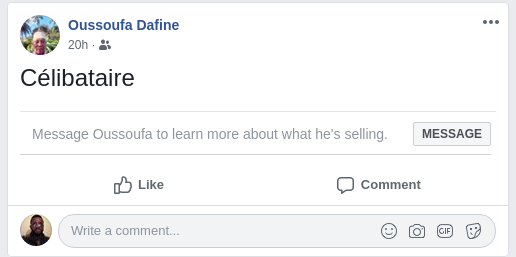 Oussoufa Dafine
20h ·
Célibataire
Message Oussoufa to learn more about what he's selling.
MESSAGE
Like
Comment
Write a comment...
GIF